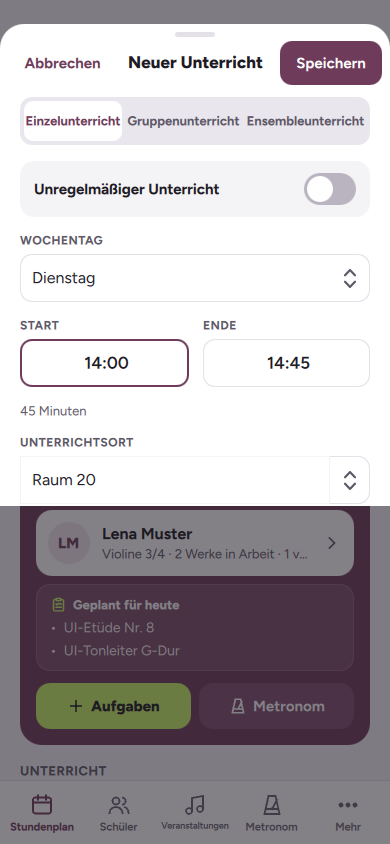 Abbrechen Neuer Unterricht Speichern
Einzelunterricht Gruppenunterricht Ensembleunterricht
Unregelmäßiger Unterricht
WOCHENTAG
Dienstag
START ENDE
14:00 14:45
45 Minuten
UNTERRICHTSORT
Raum 20
LM Lena Muster
Violine 3/4 · 2 Werke in Arbeit · 1 v...
Geplant für heute
• UI-Etüde Nr. 8
• UI-Tonleiter G-Dur
+ Aufgaben Metronom
UNTERRICHT
Stundenplan Schüler Veranstaltungen Metronom Mehr